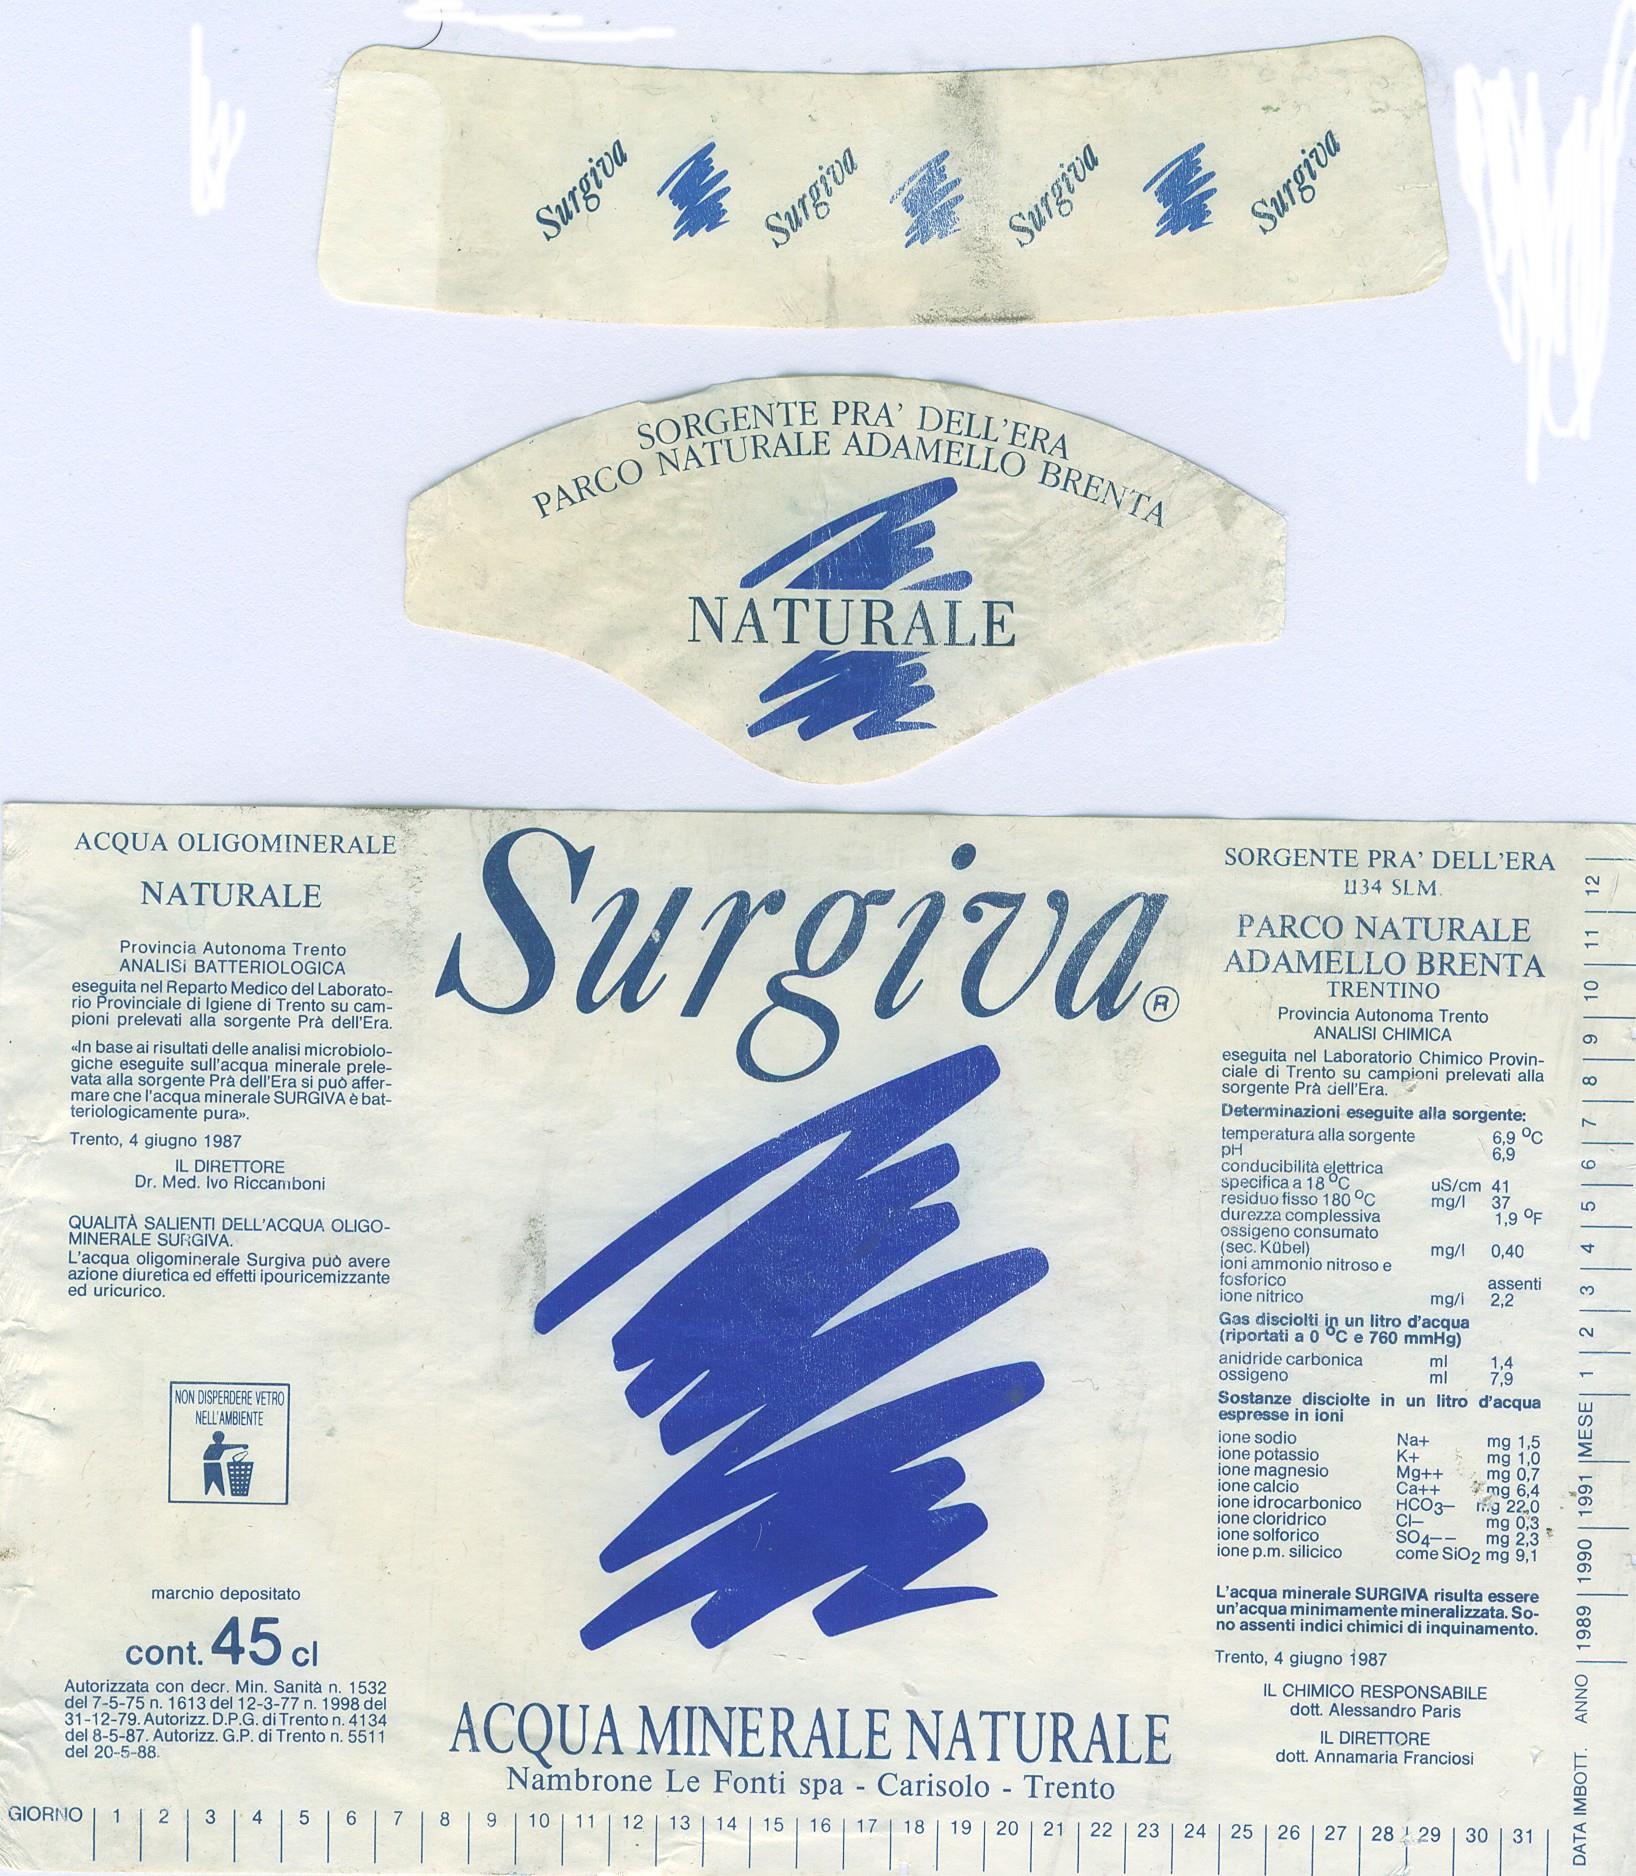 Surgiva Surgiva Surgiva Surgiva
SORGENTE PRA' DELL'ERA
PARCO NATURALE ADAMELLO BRENTA
NATURALE
ACQUA OLIGOMINERALE
NATURALE
Provincia Autonoma Trento
ANALISI BATTERIOLOGICA
eseguita nel Reparto Medico del Laborato-
rio Provinciale di Igiene di Trento su cam-
pioni prelevati alla sorgente Prà dell'Era.
«In base ai risultati delle analisi microbiolo-
giche eseguite sull'acqua minerale prele-
vata alla sorgente Prà dell'Era si può affer-
mare che l'acqua minerale SURGIVA è bat-
teriologicamente pura».
Trento, 4 giugno 1987
IL DIRETTORE
Dr. Med. Ivo Riccamboni
QUALITÀ SALIENTI DELL'ACQUA OLIGO-
MINERALE SURGIVA.
L'acqua oligominerale Surgiva può avere
azione diuretica ed effetti ipouricemizzante
ed uricurico.
NON DISPERDERE VETRO
NELL'AMBIENTE
marchio depositato
cont. 45 cl
Autorizzata con decr. Min. Sanità n. 1532
del 7-5-75 n. 1613 del 12-3-77 n. 1998 del
31-12-79. Autorizz. D.P.G. di Trento n. 4134
del 8-5-87. Autorizz. G.P. di Trento n. 5511
del 20-5-88.
Surgiva ®
ACQUA MINERALE NATURALE
Nambrone Le Fonti spa - Carisolo - Trento
SORGENTE PRA' DELL'ERA
1134 SLM.
PARCO NATURALE
ADAMELLO BRENTA
TRENTINO
Provincia Autonoma Trento
ANALISI CHIMICA
eseguita nel Laboratorio Chimico Provin-
ciale di Trento su campioni prelevati alla
sorgente Prà dell'Era.
Determinazioni eseguite alla sorgente:
temperatura alla sorgente 6,9 °C
pH 6,9
conducibilità elettrica
specifica a 18 °C uS/cm 41
residuo fisso 180 °C mg/l 37
durezza complessiva 1,9 °F
ossigeno consumato
(sec. Kübel) mg/l 0,40
ioni ammonio nitroso e
fosforico assenti
ione nitrico mg/l 2,2
Gas disciolti in un litro d'acqua
(riportati a 0 °C e 760 mmHg)
anidride carbonica ml 1,4
ossigeno ml 7,9
Sostanze disciolte in un litro d'acqua
espresse in ioni
ione sodio Na+ mg 1,5
ione potassio K+ mg 1,0
ione magnesio Mg++ mg 0,7
ione calcio Ca++ mg 6,4
ione idrocarbonico HCO3– mg 22,0
ione cloridrico Cl– mg 0,3
ione solforico SO4–– mg 2,3
ione p.m. silicico come SiO2 mg 9,1
L'acqua minerale SURGIVA risulta essere
un'acqua minimamente mineralizzata. So-
no assenti indici chimici di inquinamento.
Trento, 4 giugno 1987
IL CHIMICO RESPONSABILE
dott. Alessandro Paris
IL DIRETTORE
dott. Annamaria Franciosi
GIORNO | 1 | 2 | 3 | 4 | 5 | 6 | 7 | 8 | 9 | 10 | 11 | 12 | 13 | 14 | 15 | 16 | 17 | 18 | 19 | 20 | 21 | 22 | 23 | 24 | 25 | 26 | 27 | 28 | 29 | 30 | 31 |
DATA IMBOTT. ANNO | 1989 | 1990 | 1991 | MESE | 1 | 2 | 3 | 4 | 5 | 6 | 7 | 8 | 9 | 10 | 11 | 12 |